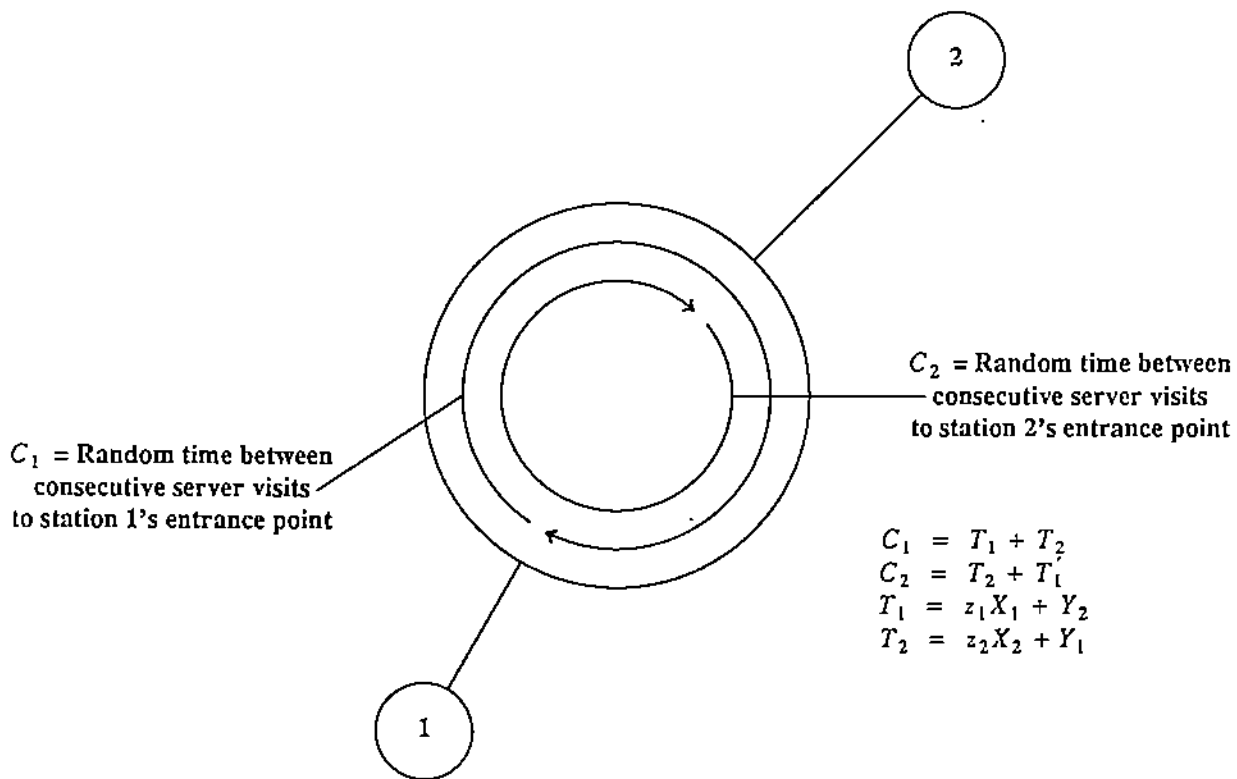 2
C₂ = Random time between
consecutive server visits
to station 2's entrance point
C₁ = Random time between
consecutive server visits
to station 1's entrance point
C₁ = T₁ + T₂
C₂ = T₂ + T₁′
T₁ = z₁X₁ + Y₂
T₂ = z₂X₂ + Y₁
1